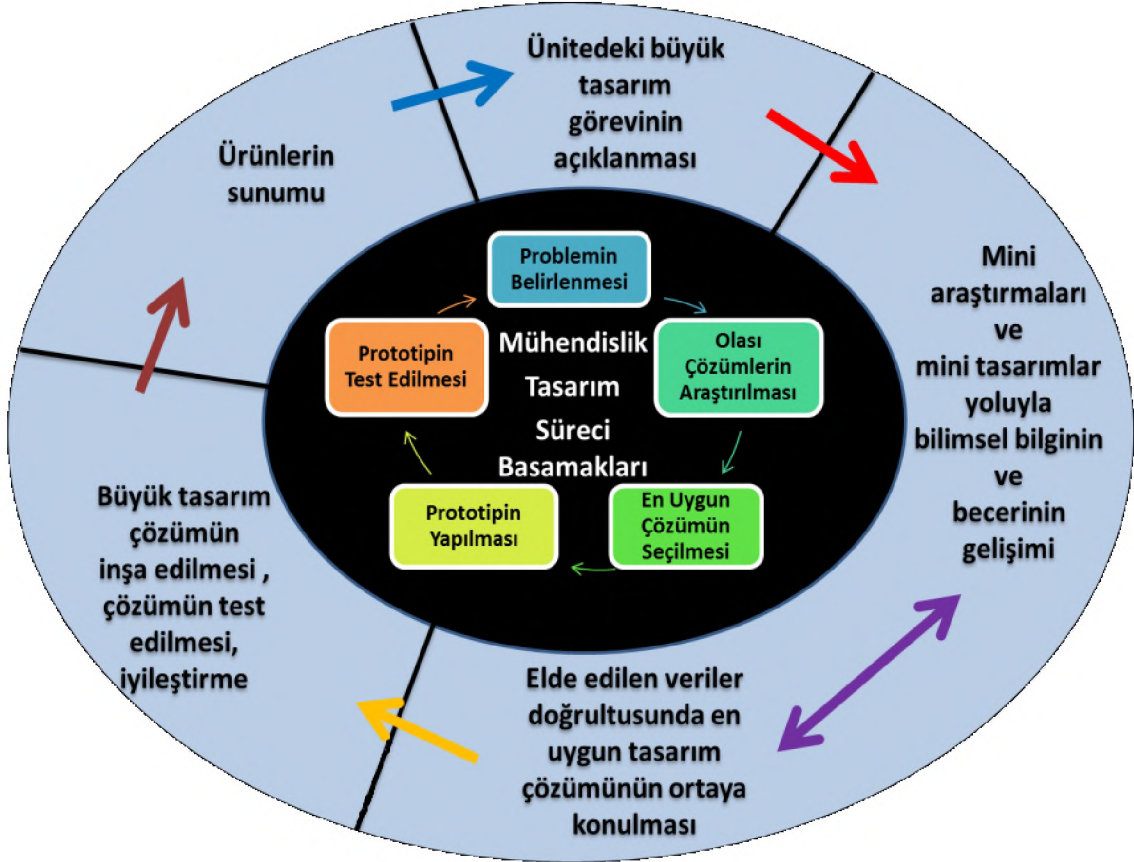 Ünitedeki büyük
tasarım
görevinin
açıklanması
Mini
araştırmaları
ve
mini tasarımlar
yoluyla
bilimsel bilginin
ve
becerinin
gelişimi
Elde edilen veriler
doğrultusunda en
uygun tasarım
çözümünün ortaya
konulması
Büyük tasarım
çözümün
inşa edilmesi ,
çözümün test
edilmesi,
iyileştirme
Ürünlerin
sunumu
Mühendislik
Tasarım
Süreci
Basamakları
Problemin
Belirlenmesi
Olası
Çözümlerin
Araştırılması
En Uygun
Çözümün
Seçilmesi
Prototipin
Yapılması
Prototipin
Test Edilmesi